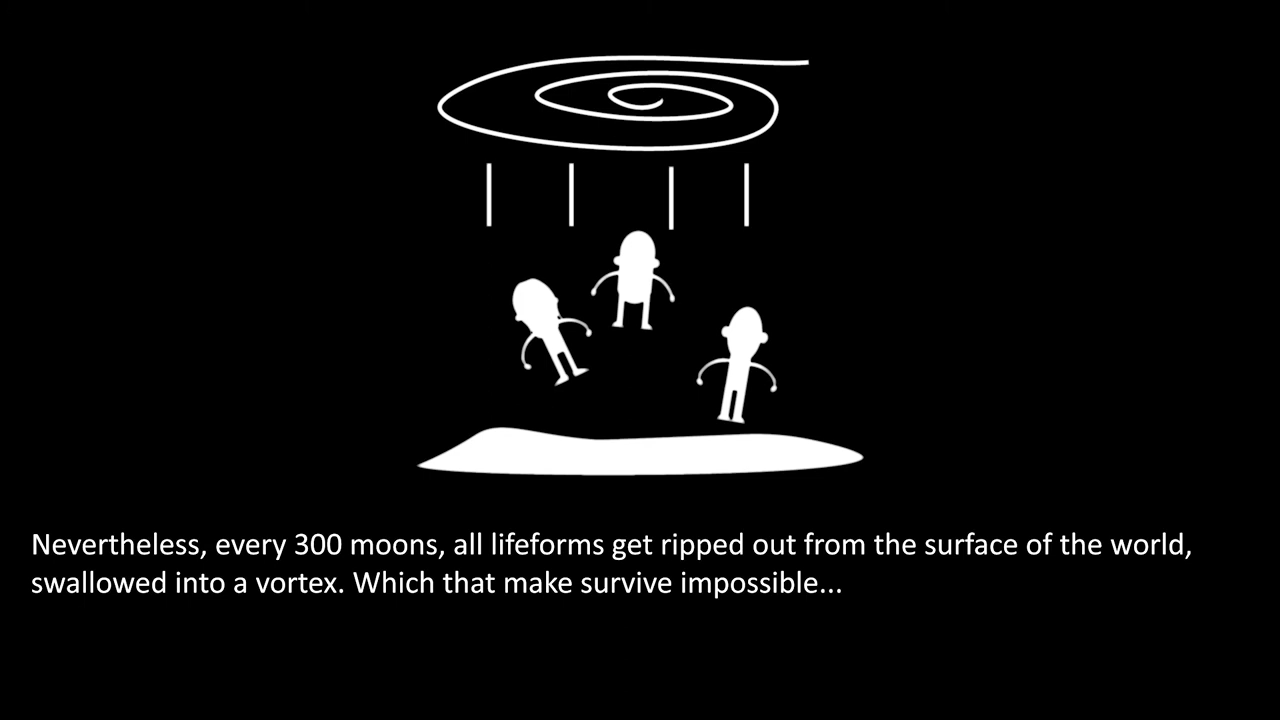 Nevertheless, every 300 moons, all lifeforms get ripped out from the surface of the world,
swallowed into a vortex. Which that make survive impossible...